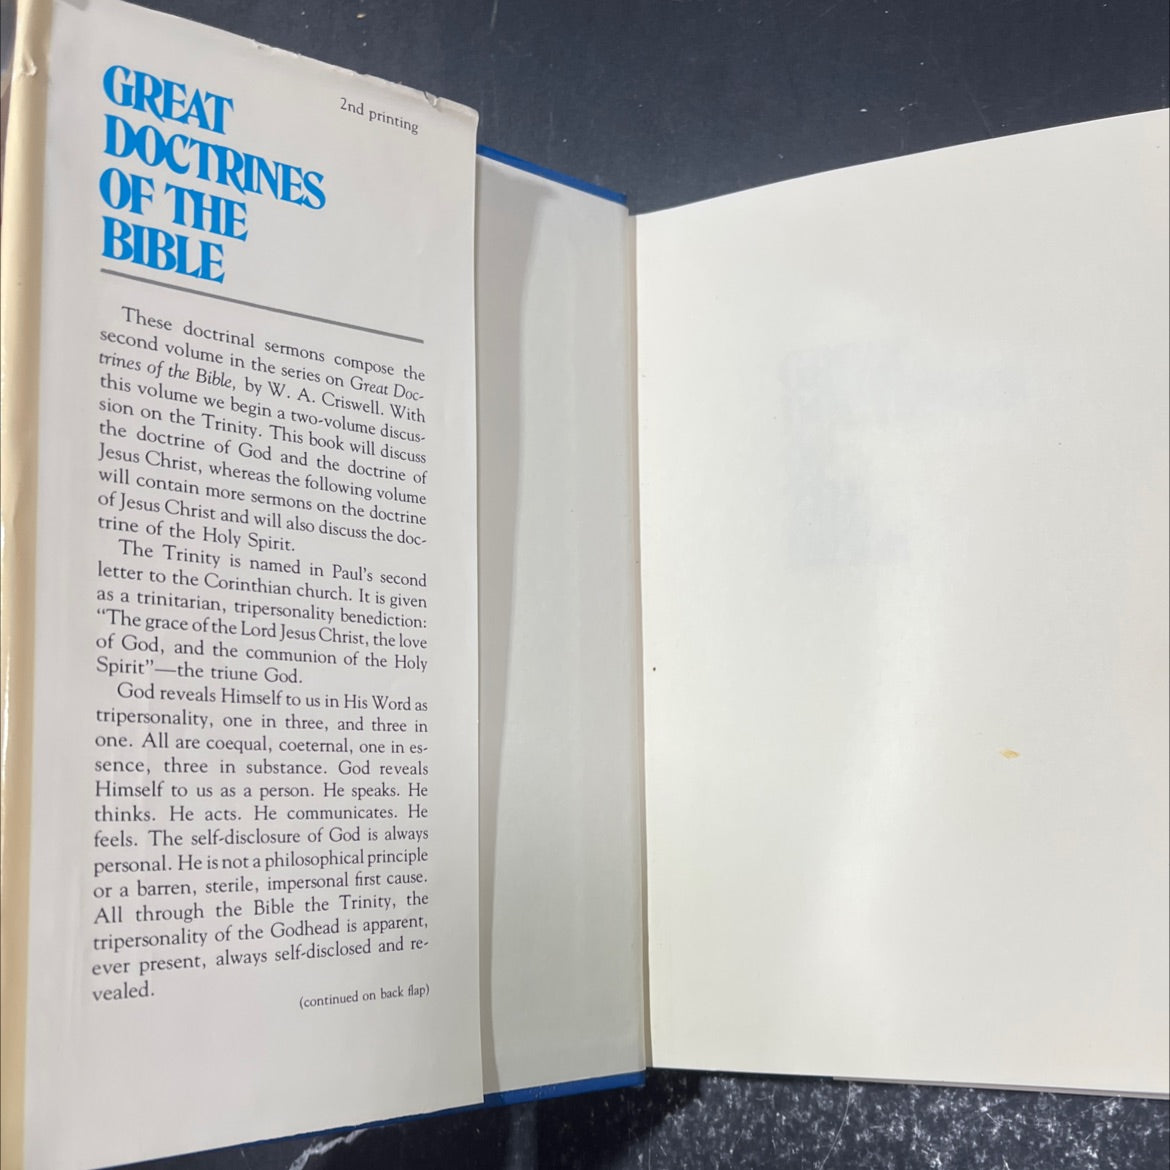 2nd printing
GREAT
DOCTRINES
OF THE
BIBLE
These doctrinal sermons compose the
second volume in the series on Great Doc-
trines of the Bible, by W. A. Criswell. With
this volume we begin a two-volume discus-
sion on the Trinity. This book will discuss
the doctrine of God and the doctrine of
Jesus Christ, whereas the following volume
will contain more sermons on the doctrine
of Jesus Christ and will also discuss the doc-
trine of the Holy Spirit.
The Trinity is named in Paul's second
letter to the Corinthian church. It is given
as a trinitarian, tripersonality benediction:
“The grace of the Lord Jesus Christ, the love
of God, and the communion of the Holy
Spirit”—the triune God.
God reveals Himself to us in His Word as
tripersonality, one in three, and three in
one. All are coequal, coeternal, one in es-
sence, three in substance. God reveals
Himself to us as a person. He speaks. He
thinks. He acts. He communicates. He
feels. The self-disclosure of God is always
personal. He is not a philosophical principle
or a barren, sterile, impersonal first cause.
All through the Bible the Trinity, the
tripersonality of the Godhead is apparent,
ever present, always self-disclosed and re-
vealed.
(continued on back flap)